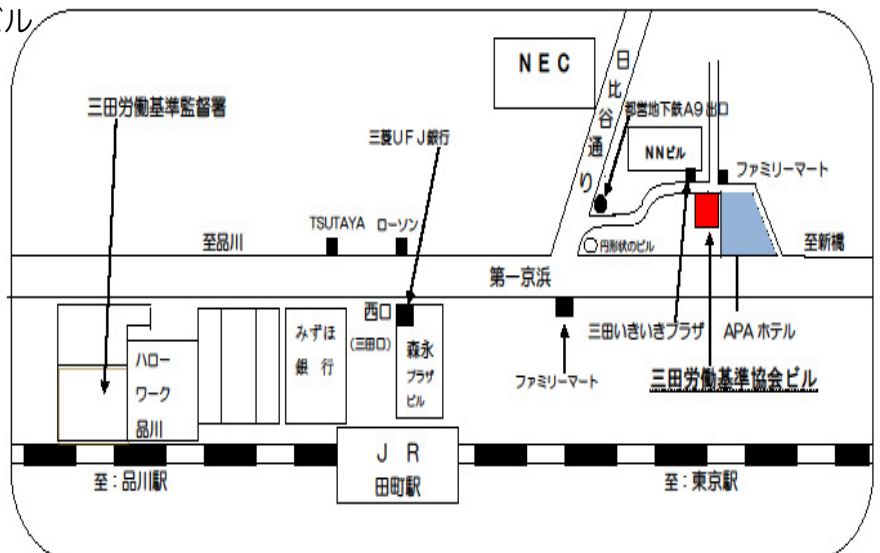 ビル
NEC
日比谷通り
三田労働基準監督署
都営地下鉄A9出口
三菱UFJ銀行
NNビル
ファミリーマート
TSUTAYA
ローソン
至品川
円形状のビル
至新橋
第一京浜
西口
(三田口)
みずほ
銀行
森永
プラザ
ビル
三田いきいきプラザ
APAホテル
ハロー
ワーク
品川
ファミリーマート
三田労働基準協会ビル
JR
田町駅
至:品川駅
至:東京駅